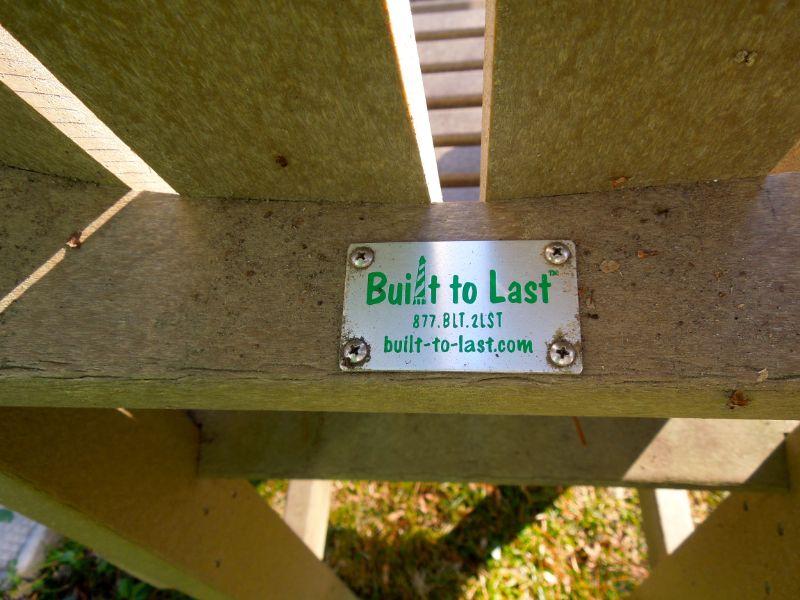 Built to Last™
877.BLT.2LST
built-to-last.com